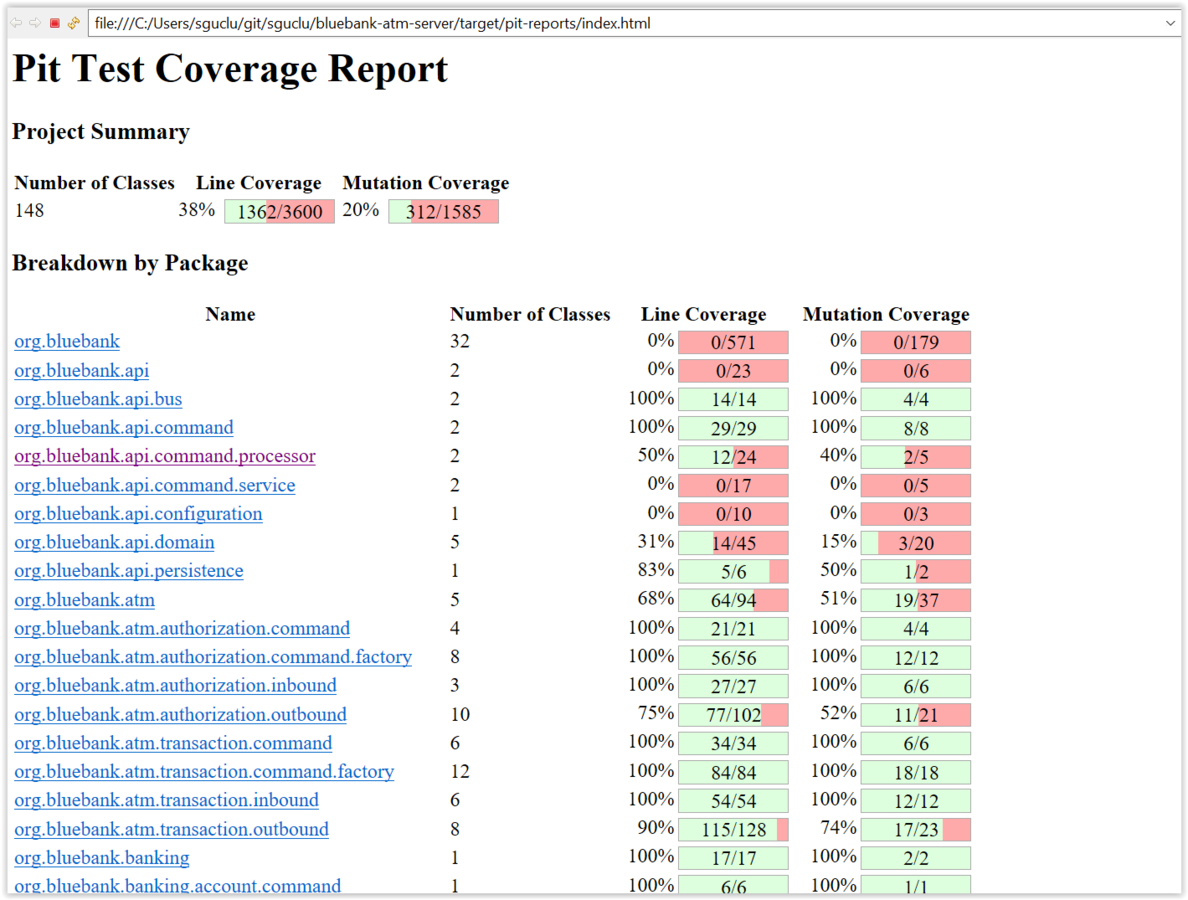 file:///C:/Users/sguclu/git/sguclu/bluebank-atm-server/target/pit-reports/index.html
Pit Test Coverage Report
Project Summary
Number of Classes Line Coverage Mutation Coverage
148 38% 1362/3600 20% 312/1585
Breakdown by Package
Name Number of Classes Line Coverage Mutation Coverage
org.bluebank 32 0% 0/571 0% 0/179
org.bluebank.api 2 0% 0/23 0% 0/6
org.bluebank.api.bus 2 100% 14/14 100% 4/4
org.bluebank.api.command 2 100% 29/29 100% 8/8
org.bluebank.api.command.processor 2 50% 12/24 40% 2/5
org.bluebank.api.command.service 2 0% 0/17 0% 0/5
org.bluebank.api.configuration 1 0% 0/10 0% 0/3
org.bluebank.api.domain 5 31% 14/45 15% 3/20
org.bluebank.api.persistence 1 83% 5/6 50% 1/2
org.bluebank.atm 5 68% 64/94 51% 19/37
org.bluebank.atm.authorization.command 4 100% 21/21 100% 4/4
org.bluebank.atm.authorization.command.factory 8 100% 56/56 100% 12/12
org.bluebank.atm.authorization.inbound 3 100% 27/27 100% 6/6
org.bluebank.atm.authorization.outbound 10 75% 77/102 52% 11/21
org.bluebank.atm.transaction.command 6 100% 34/34 100% 6/6
org.bluebank.atm.transaction.command.factory 12 100% 84/84 100% 18/18
org.bluebank.atm.transaction.inbound 6 100% 54/54 100% 12/12
org.bluebank.atm.transaction.outbound 8 90% 115/128 74% 17/23
org.bluebank.banking 1 100% 17/17 100% 2/2
org.bluebank.banking.account.command 1 100% 6/6 100% 1/1